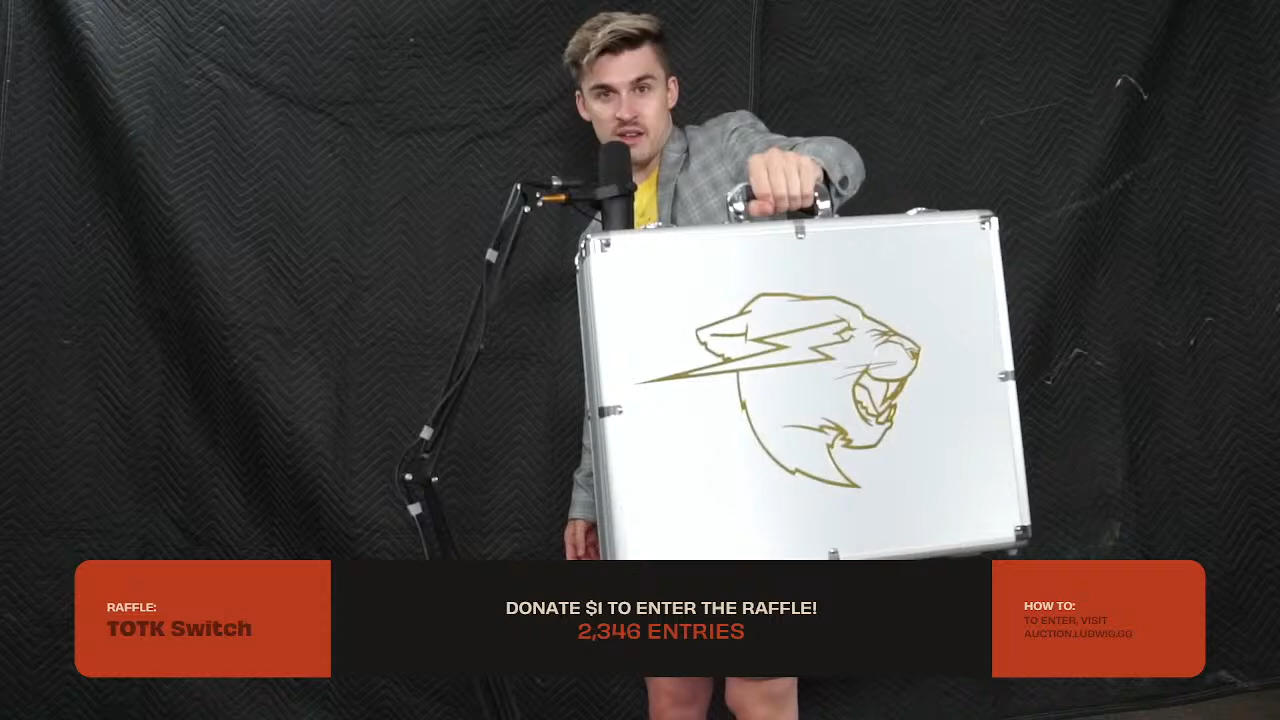 RAFFLE:
TOTK Switch
DONATE $1 TO ENTER THE RAFFLE!
2,346 ENTRIES
HOW TO:
TO ENTER, VISIT
AUCTION.LUDWIG.GG